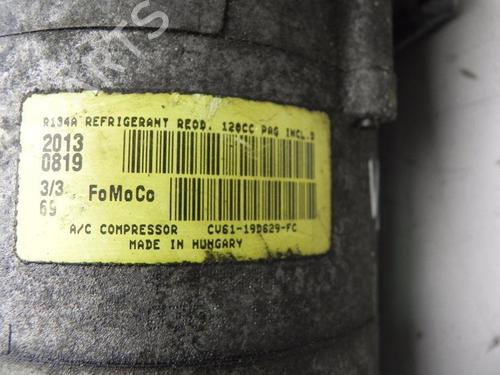 R134A REFRIGERANT REQD. 120CC PAG INCL.D
2013
0819
3/3
69
FoMoCo
A/C COMPRESSOR CV61-19D629-FC
MADE IN HUNGARY
PARTS